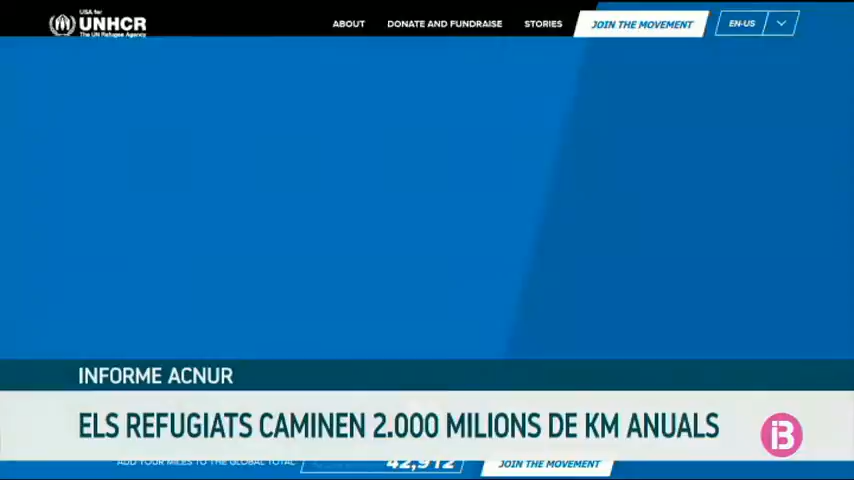 USA for
UNHCR
The UN Refugee Agency
ABOUT DONATE AND FUNDRAISE STORIES JOIN THE MOVEMENT EN-US
INFORME ACNUR
ELS REFUGIATS CAMINEN 2.000 MILIONS DE KM ANUALS
ADD YOUR MILES TO THE GLOBAL TOTAL 42,912 JOIN THE MOVEMENT